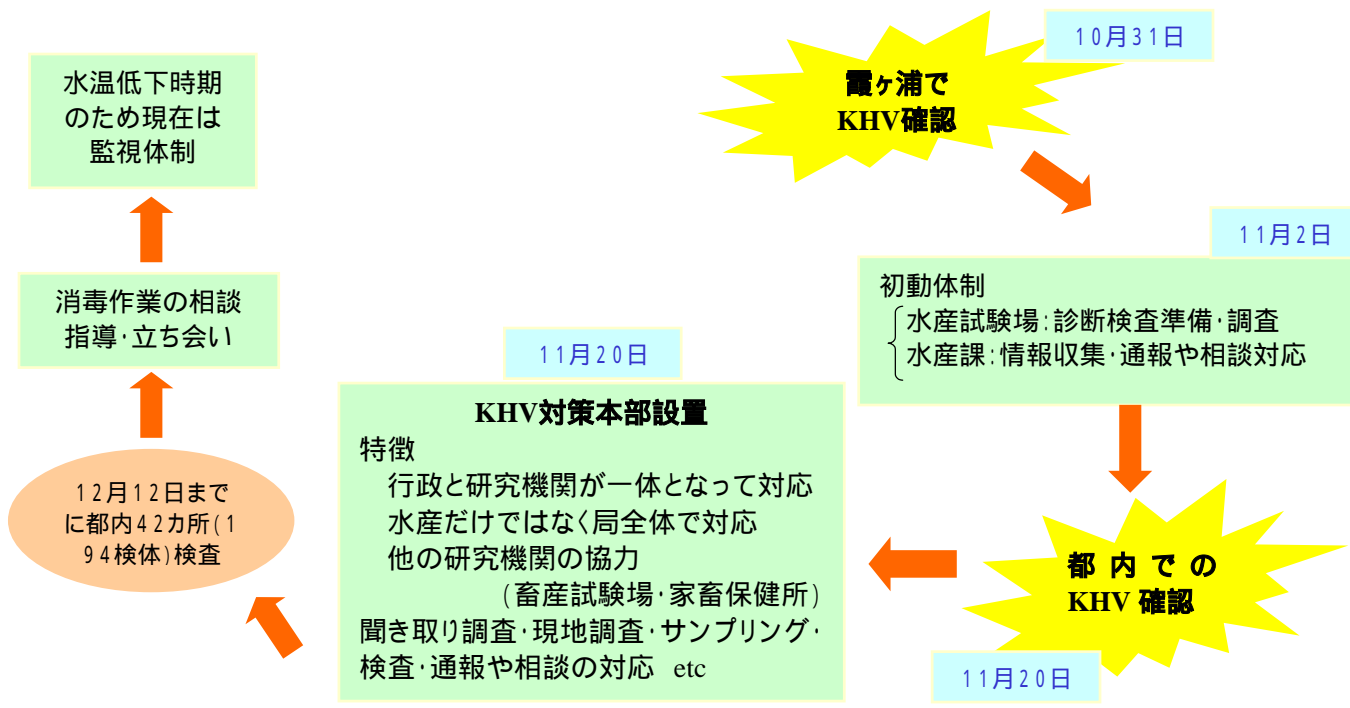 10月31日
霞ヶ浦で
KHV確認
11月2日
初動体制
水産試験場:診断検査準備・調査
水産課:情報収集・通報や相談対応
都内での
KHV 確認
11月20日
11月20日
KHV対策本部設置
特徴
行政と研究機関が一体となって対応
水産だけではなく局全体で対応
他の研究機関の協力
(畜産試験場・家畜保健所)
聞き取り調査・現地調査・サンプリング・
検査・通報や相談の対応 etc
12月12日まで
に都内42カ所(1
94検体)検査
消毒作業の相談
指導・立ち会い
水温低下時期
のため現在は
監視体制